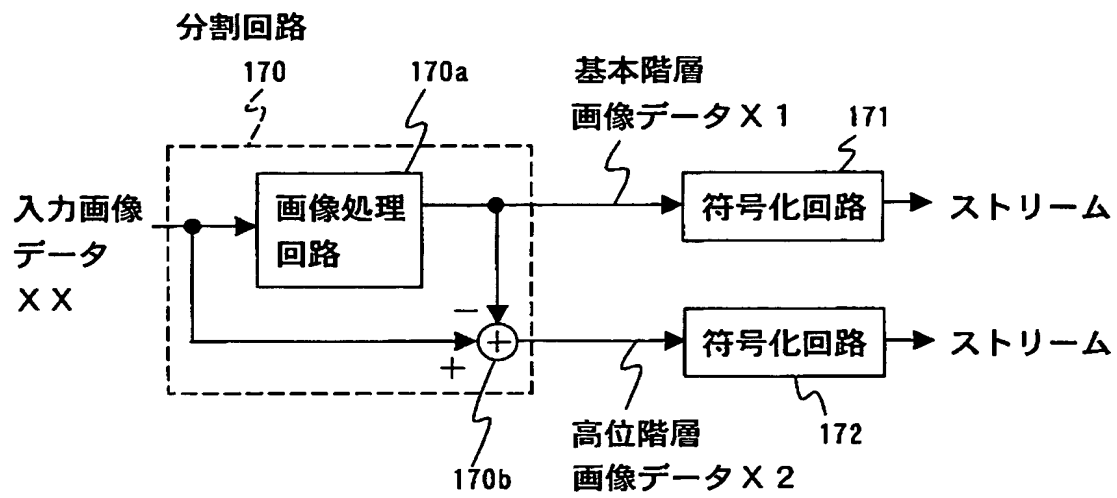 分割回路
170
170a
基本階層
画像データX1
171
入力画像
データ
XX
画像処理
回路
符号化回路
ストリーム
−
+
+
符号化回路
ストリーム
170b
高位階層
画像データX2
172